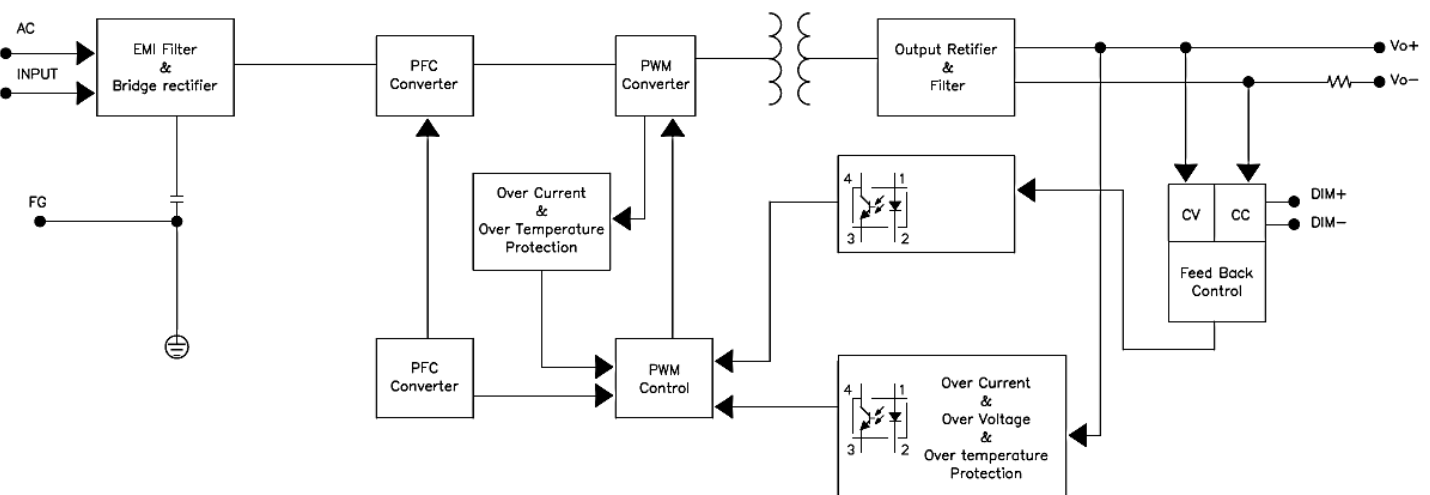 AC
INPUT
EMI Filter
&
Bridge rectifier
PFC
Converter
PWM
Converter
Output Retifier
&
Filter
Vo+
Vo−
FG
Over Current
&
Over Temperature
Protection
4 1
3 2
CV CC
DIM+
DIM−
Feed Back
Control
PFC
Converter
PWM
Control
4 1
3 2
Over Current
&
Over Voltage
&
Over temperature
Protection